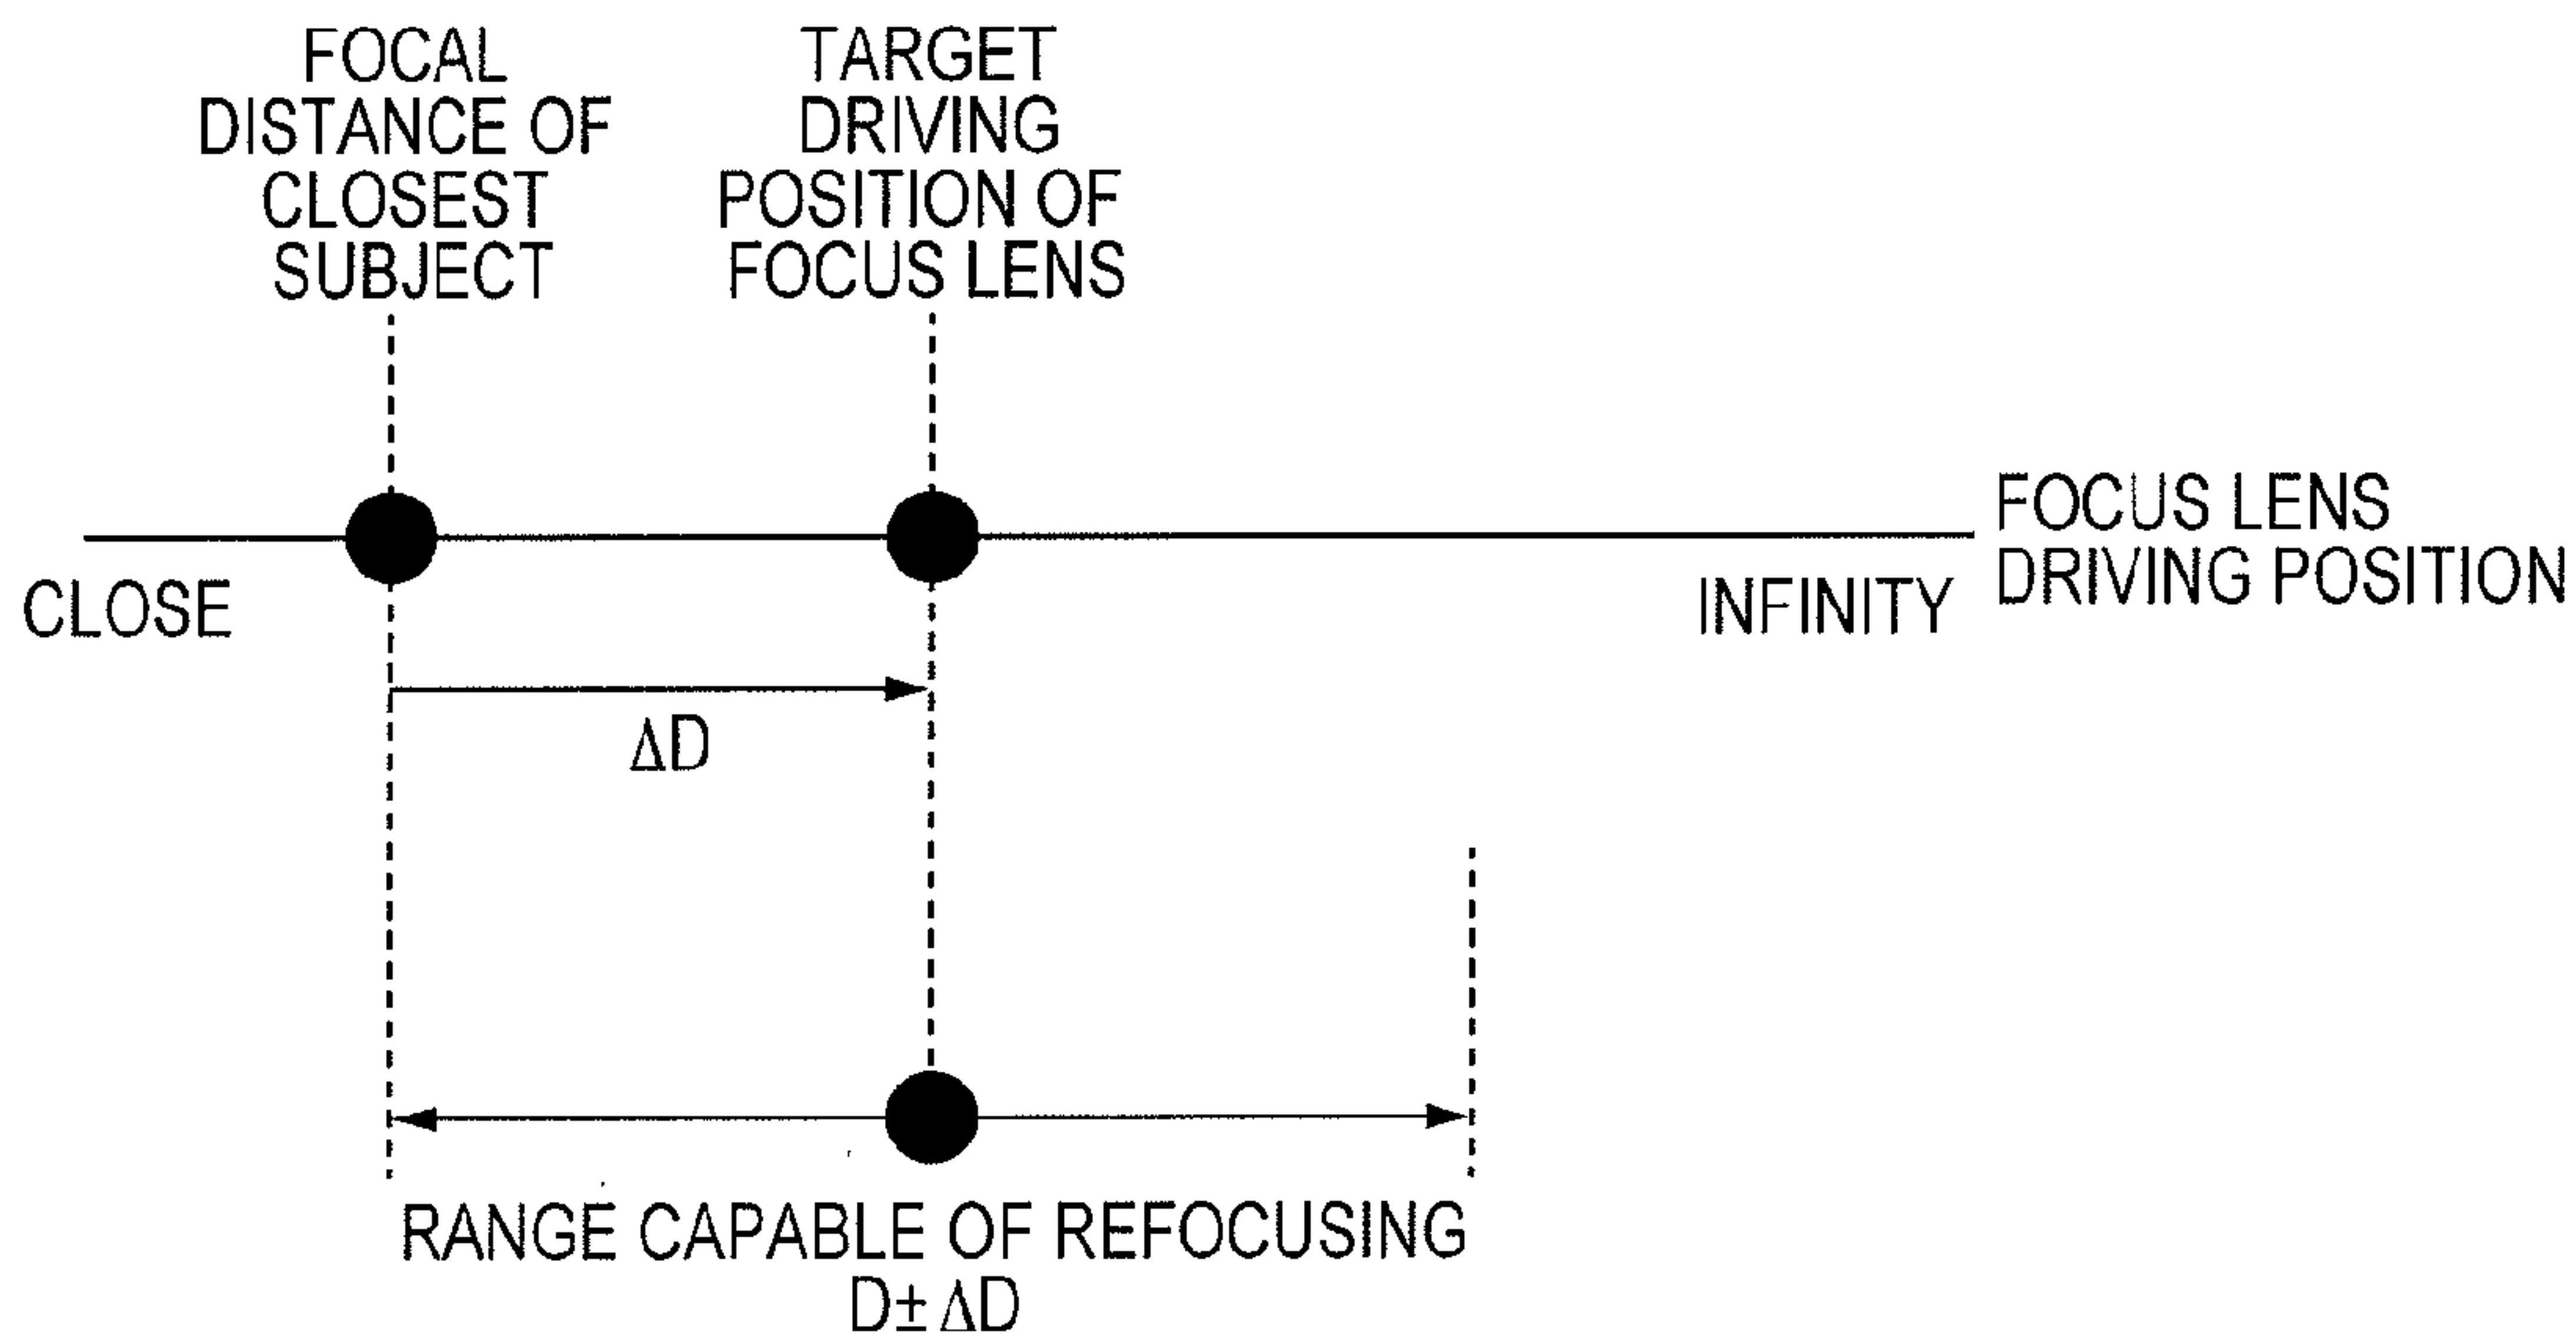 FOCAL
DISTANCE OF
CLOSEST
SUBJECT
TARGET
DRIVING
POSITION OF
FOCUS LENS
FOCUS LENS
DRIVING POSITION
CLOSE
INFINITY
ΔD
RANGE CAPABLE OF REFOCUSING
D± ΔD